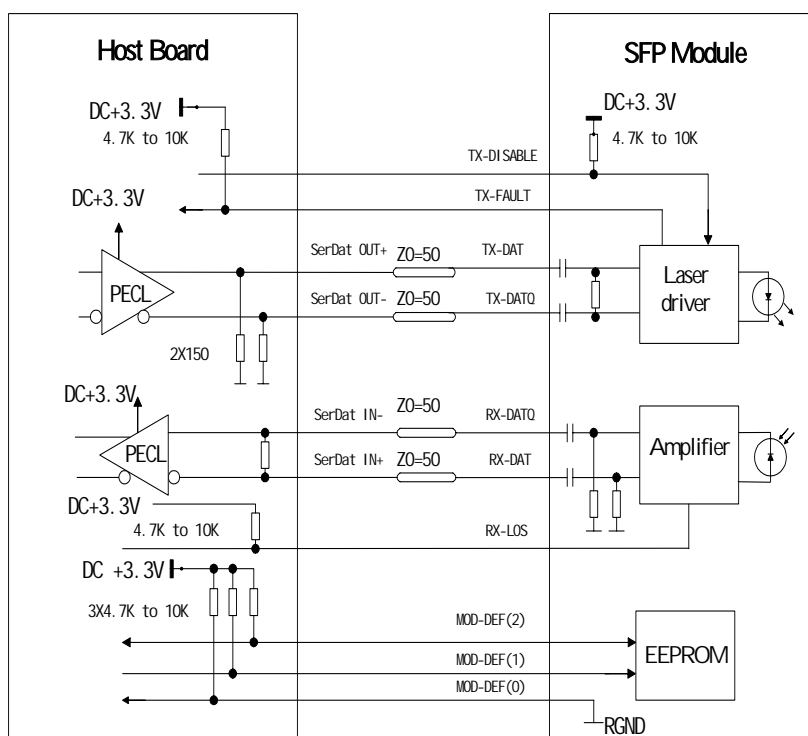 Host Board
SFP Module
DC+3.3V
4.7K to 10K
DC+3.3V
4.7K to 10K
TX-DISABLE
TX-FAULT
DC+3.3V
PECL
SerDat OUT+
Z0=50
TX-DAT
SerDat OUT-
Z0=50
TX-DATQ
Laser
driver
2X150
DC+3.3V
PECL
SerDat IN-
Z0=50
RX-DATQ
SerDat IN+
Z0=50
RX-DAT
Amplifier
DC+3.3V
4.7K to 10K
RX-LOS
DC +3.3V
3X4.7K to 10K
MOD-DEF(2)
MOD-DEF(1)
MOD-DEF(0)
EEPROM
RGND